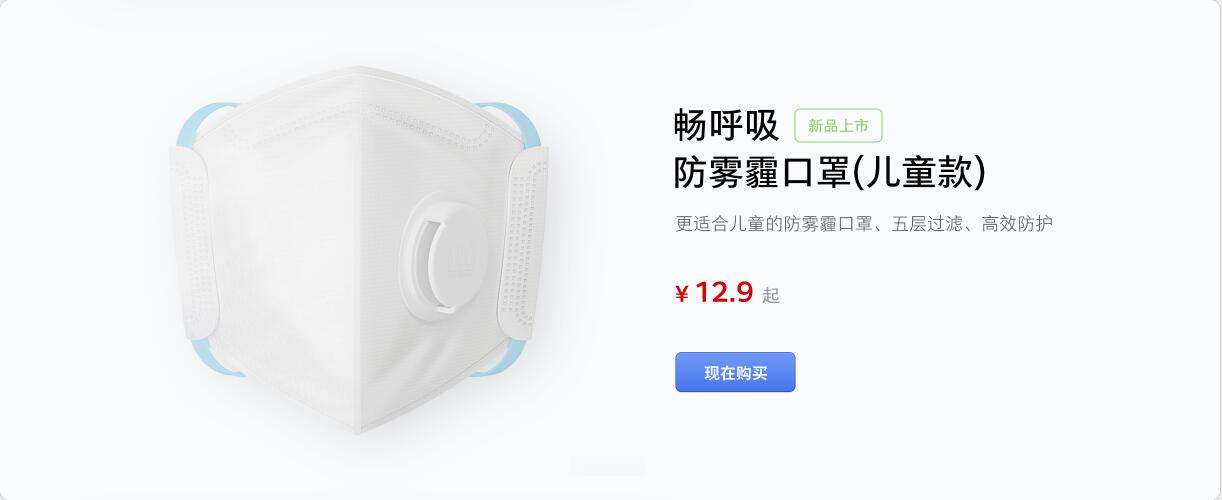 畅呼吸 新品上市
防雾霾口罩(儿童款)
更适合儿童的防雾霾口罩、五层过滤、高效防护
¥ 12.9 起
现在购买